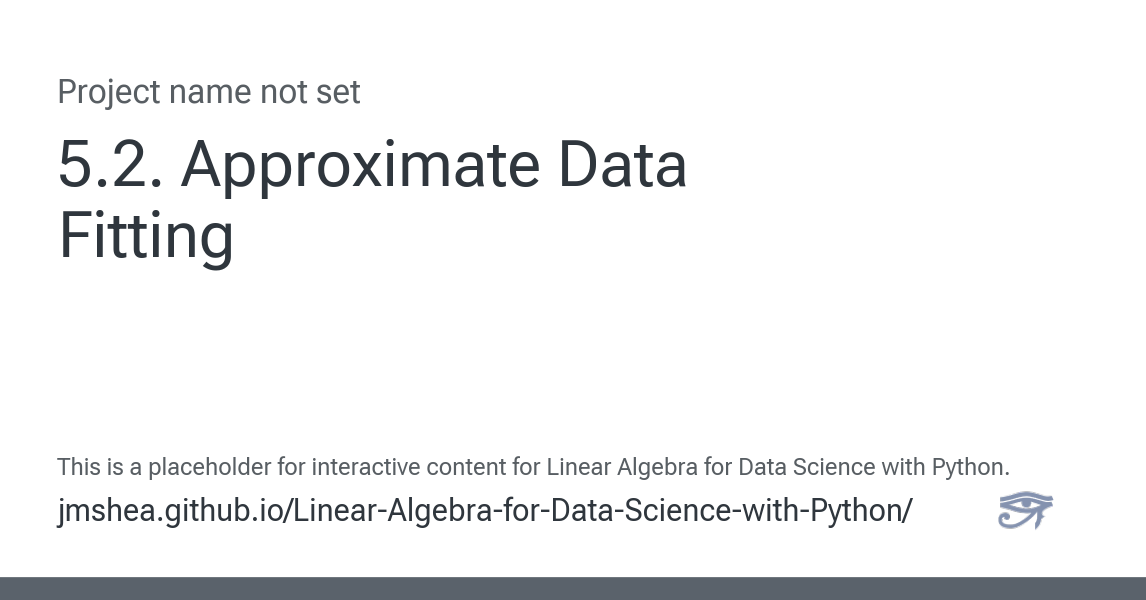 Project name not set
5.2. Approximate Data
Fitting
This is a placeholder for interactive content for Linear Algebra for Data Science with Python.
jmshea.github.io/Linear-Algebra-for-Data-Science-with-Python/